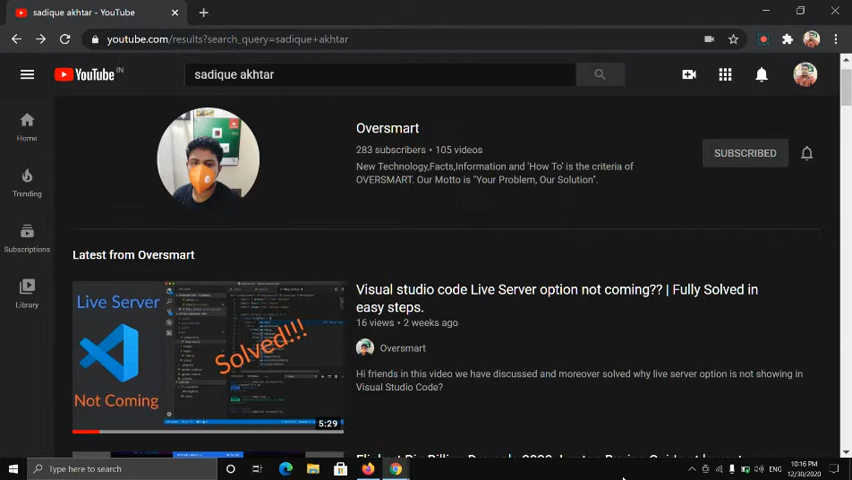 sadique akhtar - YouTube
youtube.com/results?search_query=sadique+akhtar
YouTube IN
sadique akhtar
Home
Trending
Subscriptions
Library
Oversmart
283 subscribers • 105 videos
New Technology,Facts,Information and 'How To' is the criteria of
OVERSMART. Our Motto is "Your Problem, Our Solution".
SUBSCRIBED
Latest from Oversmart
Live Server
Solved!!!
Not Coming
5:29
Visual studio code Live Server option not coming?? | Fully Solved in
easy steps.
16 views • 2 weeks ago
Oversmart
Hi friends in this video we have discussed and moreover solved why live server option is not showing in
Visual Studio Code?
Type here to search
ENG
10:16 PM
12/30/2020